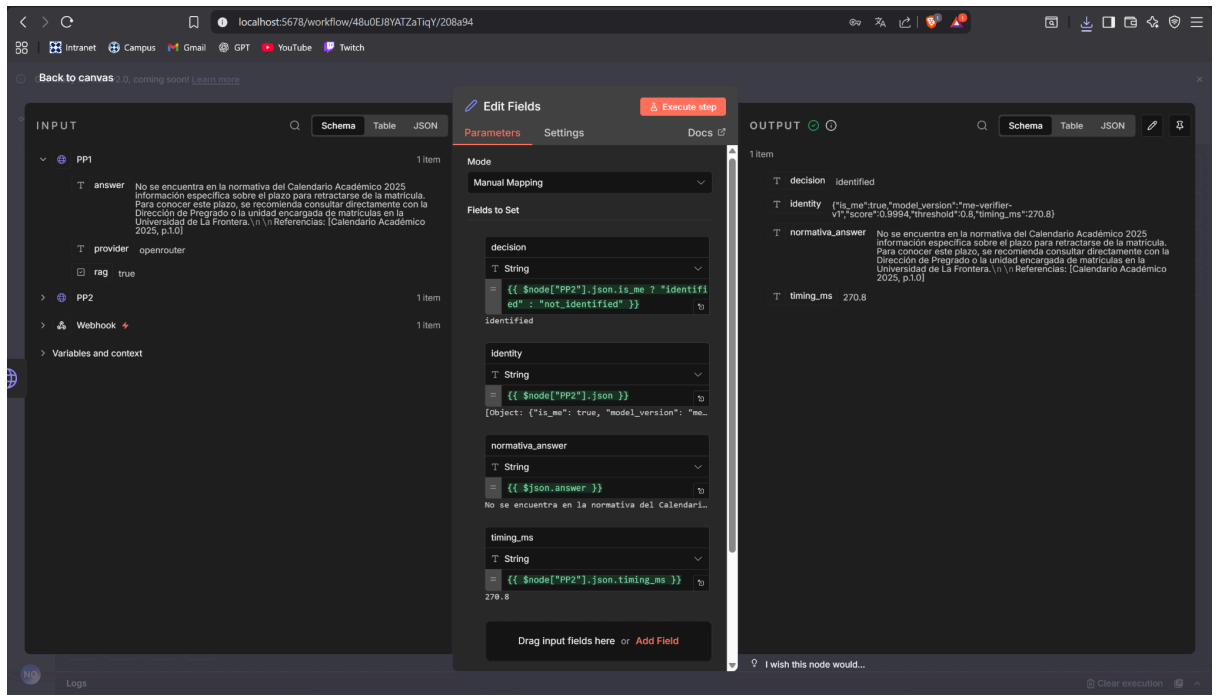 localhost:5678/workflow/48u0EJ8YATZaTiqY/208a94
Intranet Campus Gmail GPT YouTube Twitch
Back to canvas 2.0, coming soon! Learn more
INPUT
Schema Table JSON
PP1 1 item
answer No se encuentra en la normativa del Calendario Académico 2025
información específica sobre el plazo para retractarse de la matrícula.
Para conocer este plazo, se recomienda consultar directamente con la
Dirección de Pregrado o la unidad encargada de matrículas en la
Universidad de La Frontera.\n \n Referencias: [Calendario Académico
2025, p.1.0]
provider openrouter
rag true
PP2 1 item
Webhook 1 item
Variables and context
Edit Fields Execute step
Parameters Settings Docs
Mode
Manual Mapping
Fields to Set
decision
T String
= {{ $node["PP2"].json.is_me ? "identifi
ed" : "not_identified" }}
identified
identity
T String
= {{ $node["PP2"].json }}
[Object: {"is_me": true, "model_version": "me…
normativa_answer
T String
= {{ $json.answer }}
No se encuentra en la normativa del Calendari…
timing_ms
T String
= {{ $node["PP2"].json.timing_ms }}
270.8
Drag input fields here or Add Field
OUTPUT
Schema Table JSON
1 item
T decision identified
T identity {"is_me":true,"model_version":"me-verifier-
v1","score":0.9994,"threshold":0.8,"timing_ms":270.8}
T normativa_answer No se encuentra en la normativa del Calendario Académico 2025
información específica sobre el plazo para retractarse de la matrícula.
Para conocer este plazo, se recomienda consultar directamente con la
Dirección de Pregrado o la unidad encargada de matrículas en la
Universidad de La Frontera.\n \n Referencias: [Calendario Académico
2025, p.1.0]
T timing_ms 270.8
I wish this node would...
NO
Logs
Clear execution